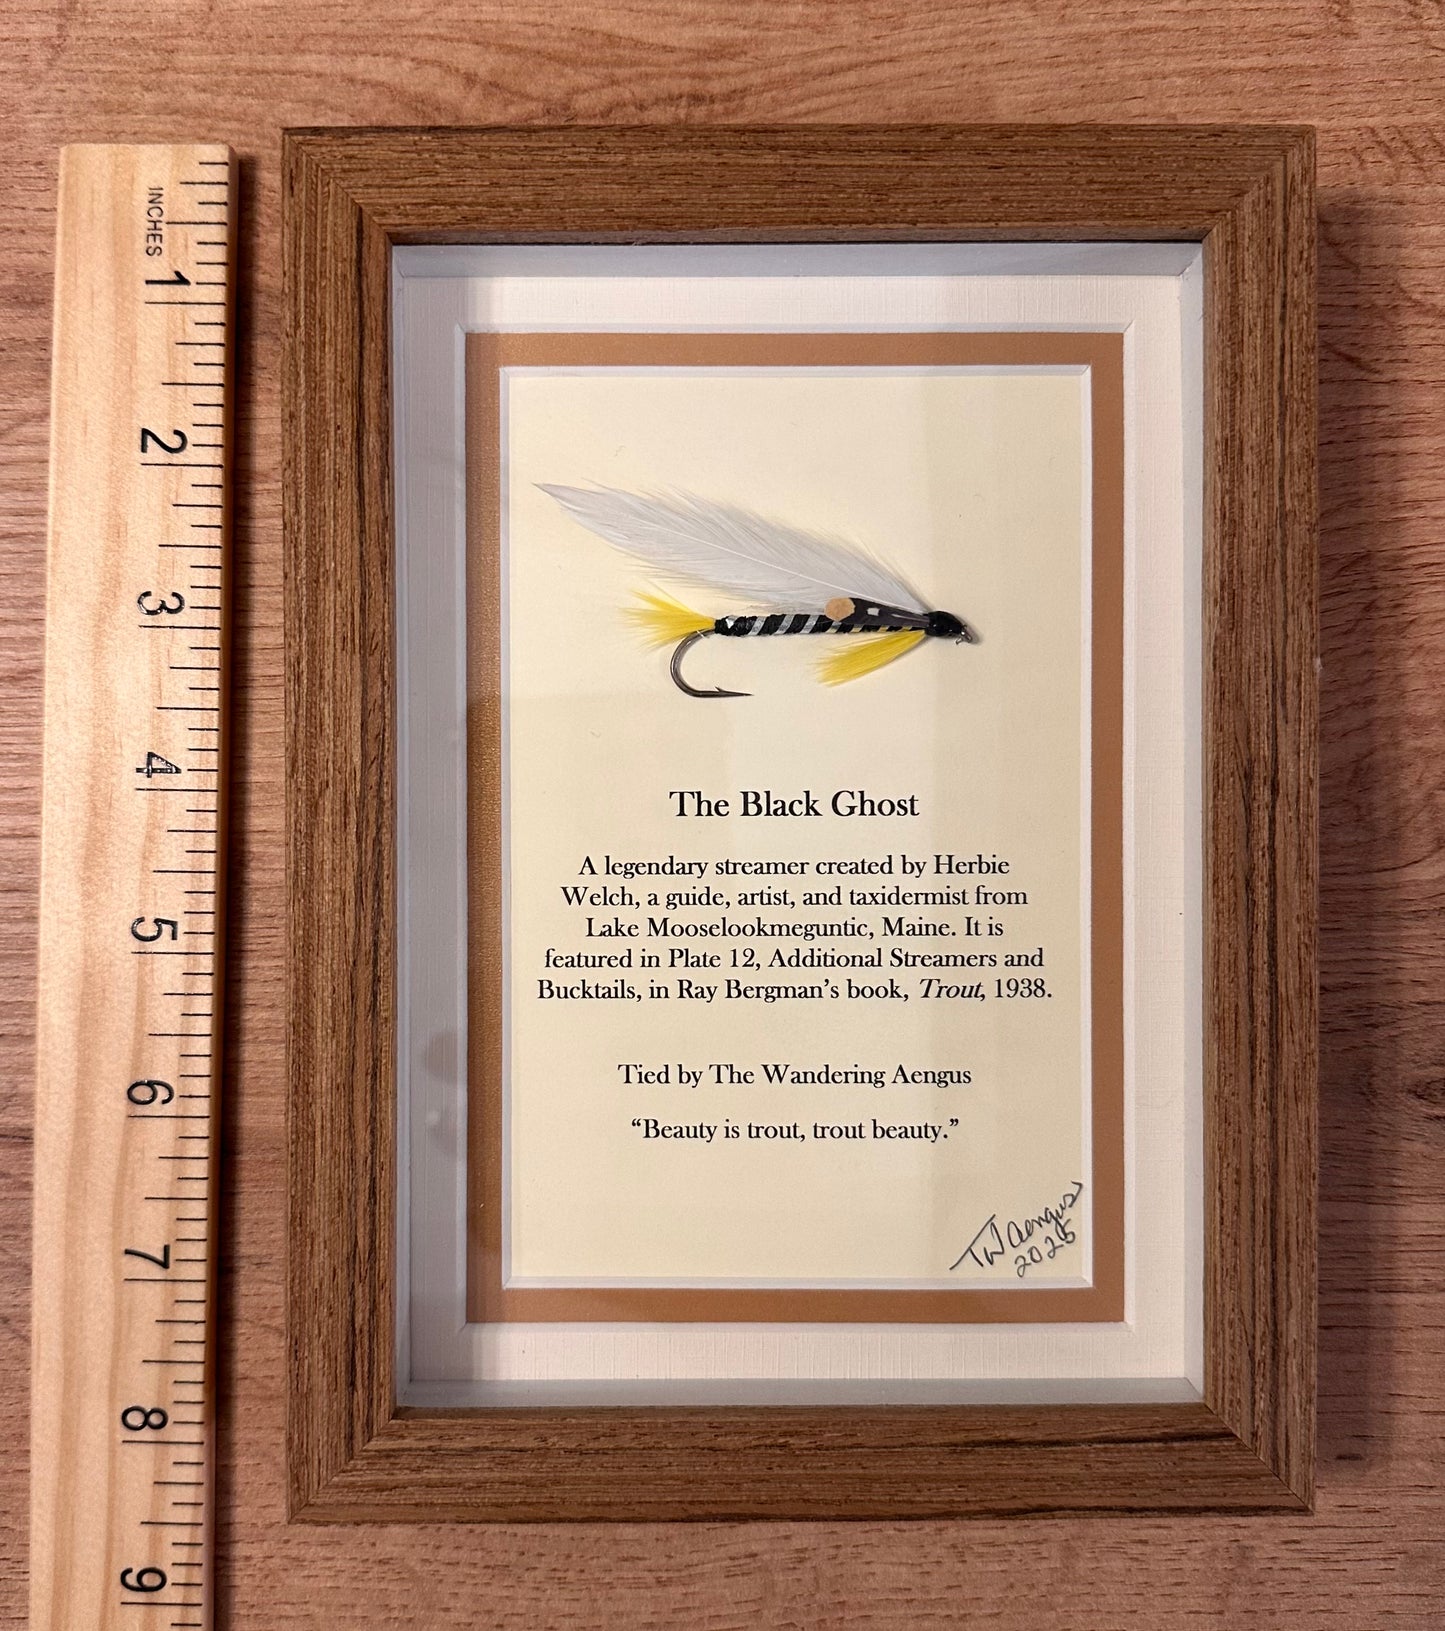 INCHES
1
2
3
4
5
6
7
8
9
The Black Ghost
A legendary streamer created by Herbie
Welch, a guide, artist, and taxidermist from
Lake Mooselookmeguntic, Maine. It is
featured in Plate 12, Additional Streamers and
Bucktails, in Ray Bergman's book, Trout, 1938.
Tied by The Wandering Aengus
“Beauty is trout, trout beauty.”
TW Aengus
2025